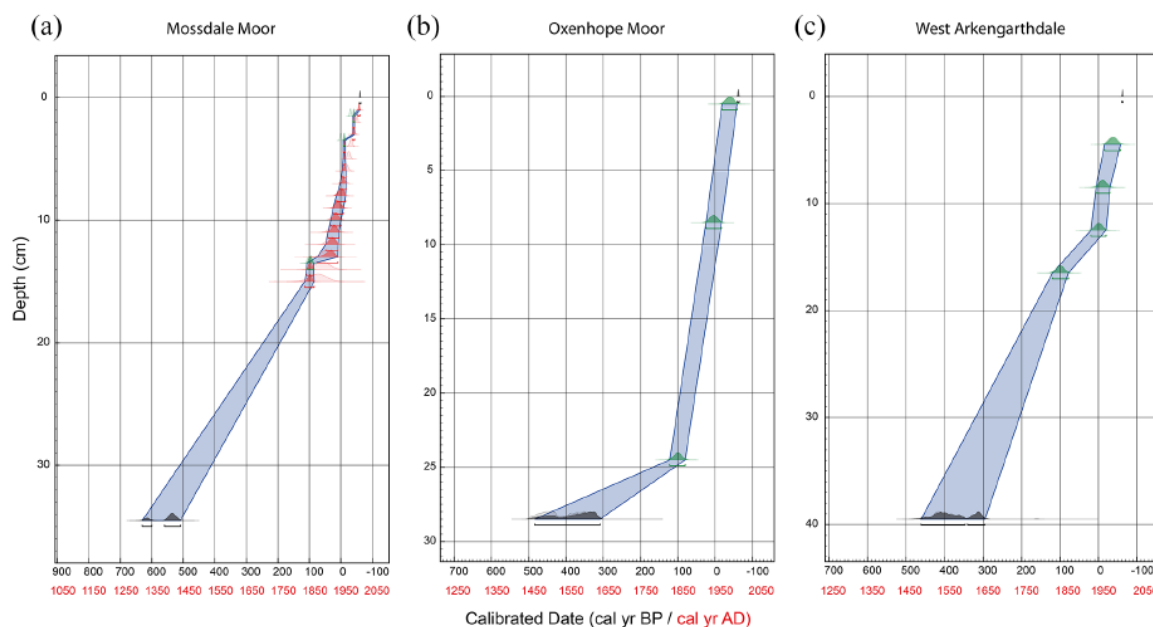 (a) Mossdale Moor
(b) Oxenhope Moor
(c) West Arkengarthdale
Depth (cm)
0
10
20
30
900 800 700 600 500 400 300 200 100 0 -100
1050 1150 1250 1350 1450 1550 1650 1750 1850 1950 2050
0
5
10
15
20
25
30
700 600 500 400 300 200 100 0 -100
1250 1350 1450 1550 1650 1750 1850 1950 2050
0
10
20
30
40
700 600 500 400 300 200 100 0 -100
1250 1350 1450 1550 1650 1750 1850 1950 2050
Calibrated Date (cal yr BP / cal yr AD)